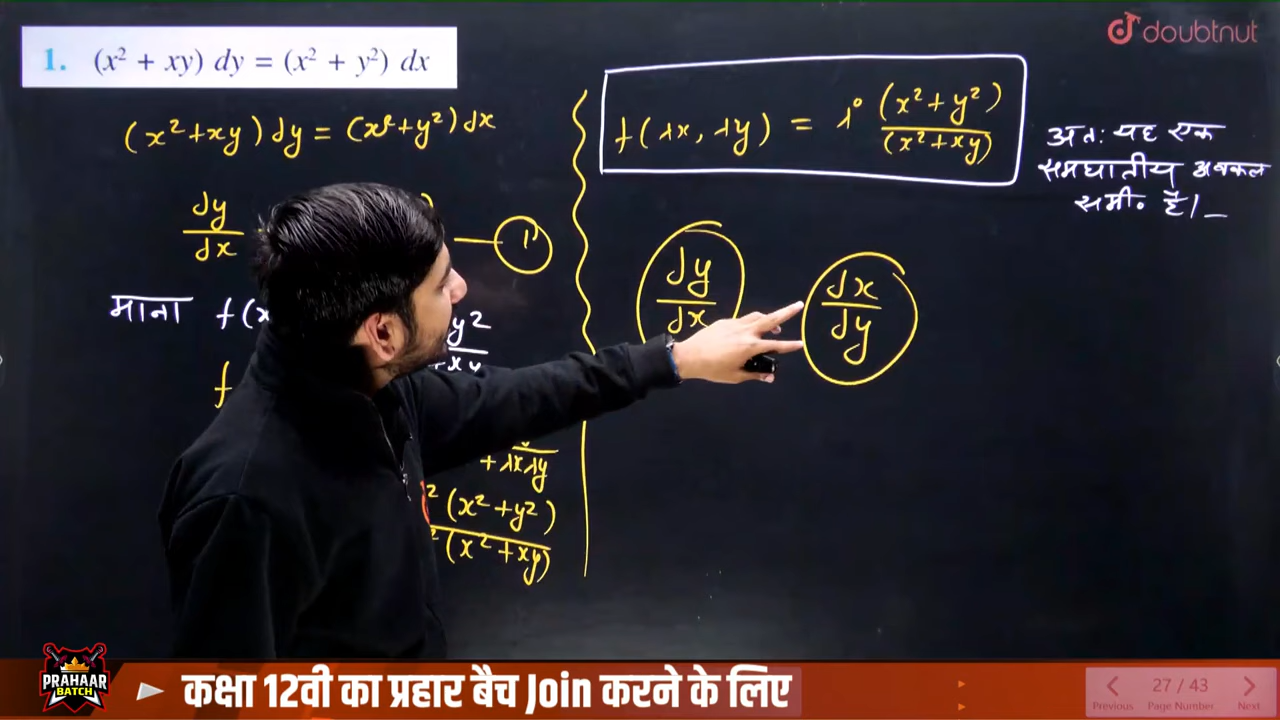 doubtnut
1. (x² + xy) dy = (x² + y²) dx
(x²+xy)dy = (x²+y²)dx
dy
dx
1
माना f(x
y²
+xy
f
+ λxλy
² (x²+y²)
² (x²+xy)
f(λx, λy) = λ° (x²+y²)
(x²+xy)
अतः यह एक
समघातीय अवकल
समी० है।
dy
dx
dx
dy
PRAHAAR
BATCH
कक्षा 12वी का प्रहार बैच Join करने के लिए
27 / 43
Previous Page Number Next